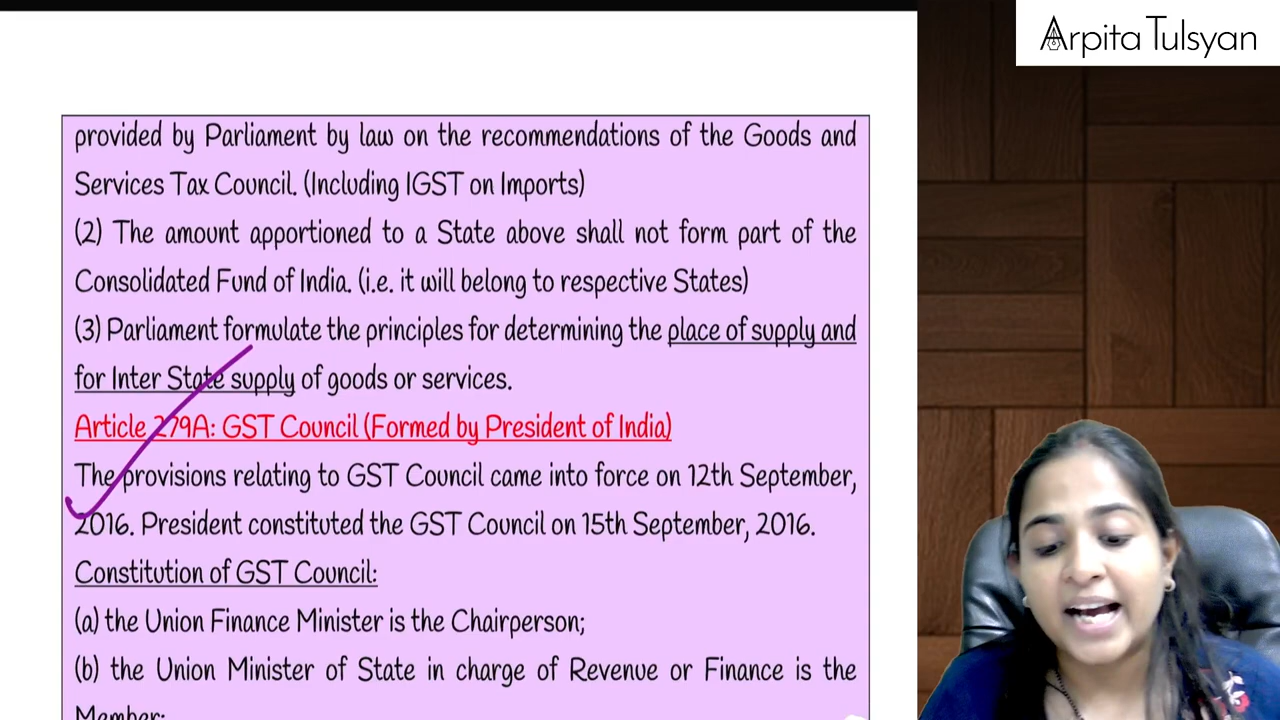 Arpita Tulsyan
provided by Parliament by law on the recommendations of the Goods and
Services Tax Council. (Including IGST on Imports)
(2) The amount apportioned to a State above shall not form part of the
Consolidated Fund of India. (i.e. it will belong to respective States)
(3) Parliament formulate the principles for determining the place of supply and
for Inter State supply of goods or services.
Article 279A: GST Council (Formed by President of India)
The provisions relating to GST Council came into force on 12th September,
2016. President constituted the GST Council on 15th September, 2016.
Constitution of GST Council:
(a) the Union Finance Minister is the Chairperson;
(b) the Union Minister of State in charge of Revenue or Finance is the
Member;